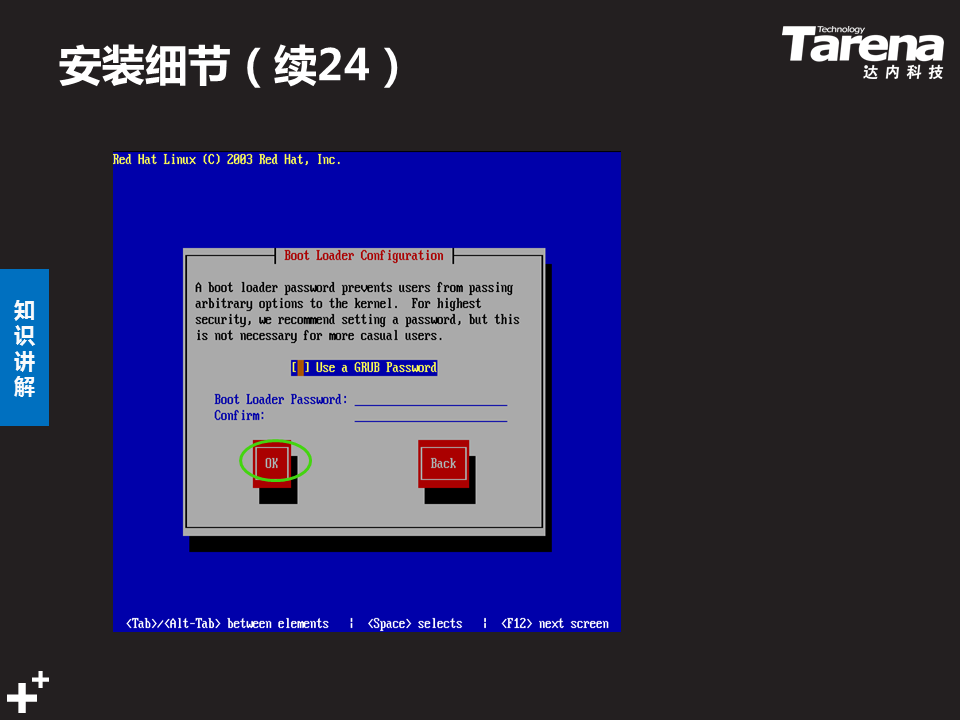 安装细节（续24）
Technology
Tarena
达内科技
Red Hat Linux (C) 2003 Red Hat, Inc.
Boot Loader Configuration
A boot loader password prevents users from passing
arbitrary options to the kernel.  For highest
security, we recommend setting a password, but this
is not necessary for more casual users.
[ ] Use a GRUB Password
Boot Loader Password:
Confirm:
OK
Back
知识讲解
<Tab>/<Alt-Tab> between elements   |  <Space> selects   |  <F12> next screen